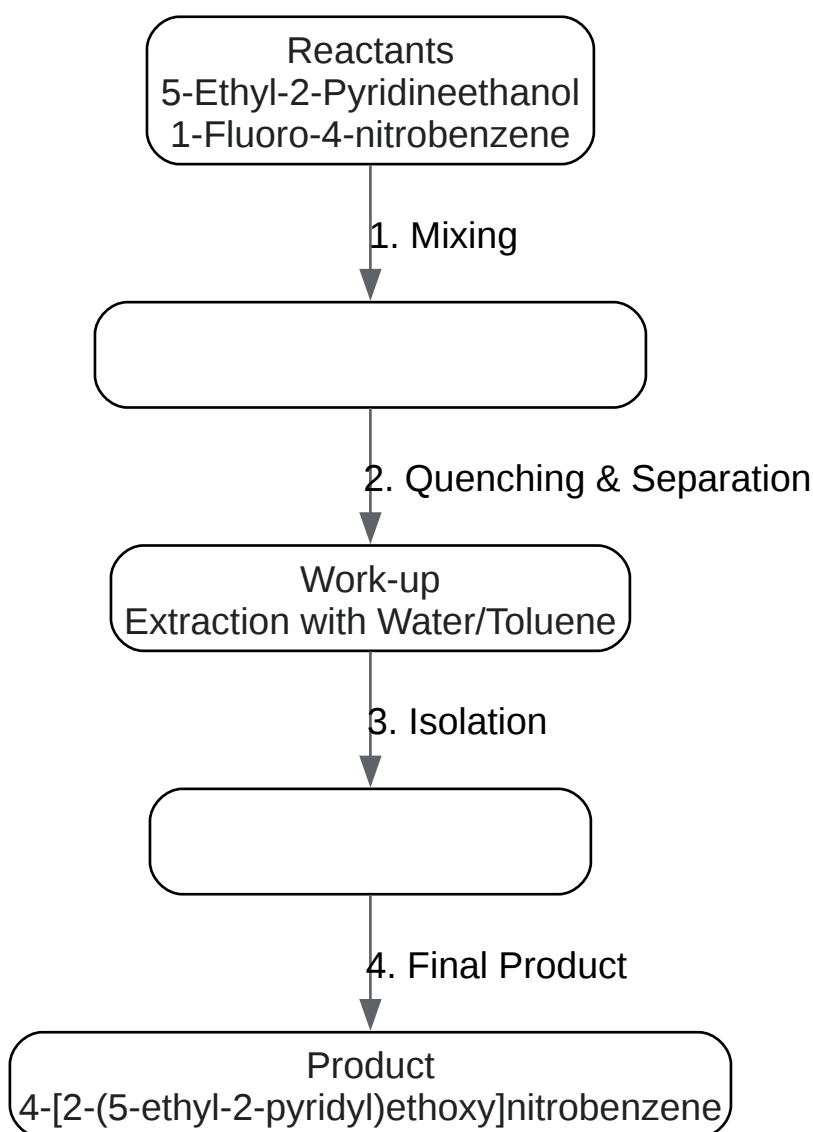 Reactants
5-Ethyl-2-Pyridineethanol
1-Fluoro-4-nitrobenzene
1. Mixing
2. Quenching & Separation
Work-up
Extraction with Water/Toluene
3. Isolation
4. Final Product
Product
4-[2-(5-ethyl-2-pyridyl)ethoxy]nitrobenzene